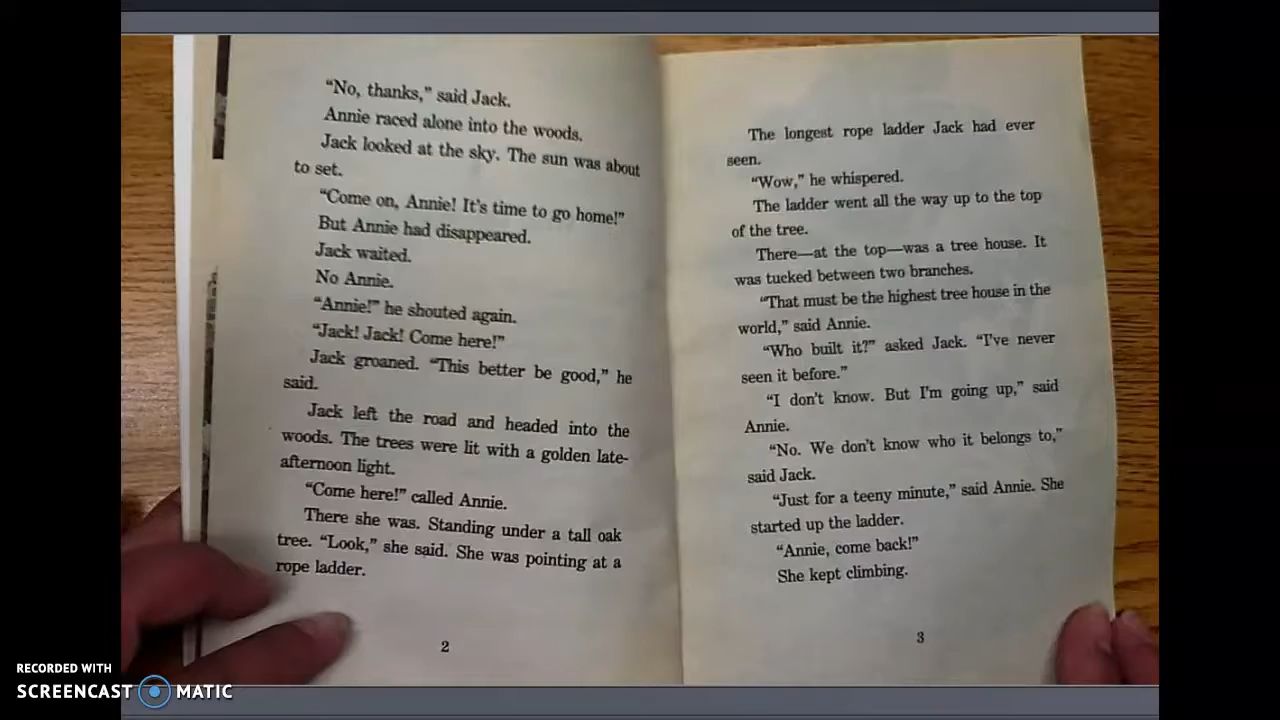 “No, thanks,” said Jack.
Annie raced alone into the woods.
Jack looked at the sky. The sun was about
to set.
“Come on, Annie! It's time to go home!”
But Annie had disappeared.
Jack waited.
No Annie.
“Annie!” he shouted again.
“Jack! Jack! Come here!”
Jack groaned. “This better be good,” he
said.
Jack left the road and headed into the
woods. The trees were lit with a golden late-
afternoon light.
“Come here!” called Annie.
There she was. Standing under a tall oak
tree. “Look,” she said. She was pointing at a
rope ladder.
2
The longest rope ladder Jack had ever
seen.
“Wow,” he whispered.
The ladder went all the way up to the top
of the tree.
There—at the top—was a tree house. It
was tucked between two branches.
“That must be the highest tree house in the
world,” said Annie.
“Who built it?” asked Jack. “I've never
seen it before.”
“I don't know. But I'm going up,” said
Annie.
“No. We don't know who it belongs to,”
said Jack.
“Just for a teeny minute,” said Annie. She
started up the ladder.
“Annie, come back!”
She kept climbing.
3
RECORDED WITH
SCREENCAST MATIC